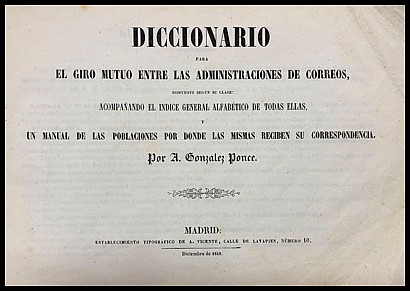 DICCIONARIO
PARA
EL GIRO MUTUO ENTRE LAS ADMINISTRACIONES DE CORREOS,
DISPUESTO SEGUN SU CLASE:
ACOMPAÑANDO EL INDICE GENERAL ALFABÉTICO DE TODAS ELLAS,
Y
UN MANUAL DE LAS POBLACIONES POR DONDE LAS MISMAS RECIBEN SU CORRESPONDENCIA.
Por A. Gonzalez Ponce.
MADRID:
ESTABLECIMIENTO TIPOGRÁFICO DE A. VICENTE, CALLE DE LAVAPIES, NÚMERO 10.
Diciembre de